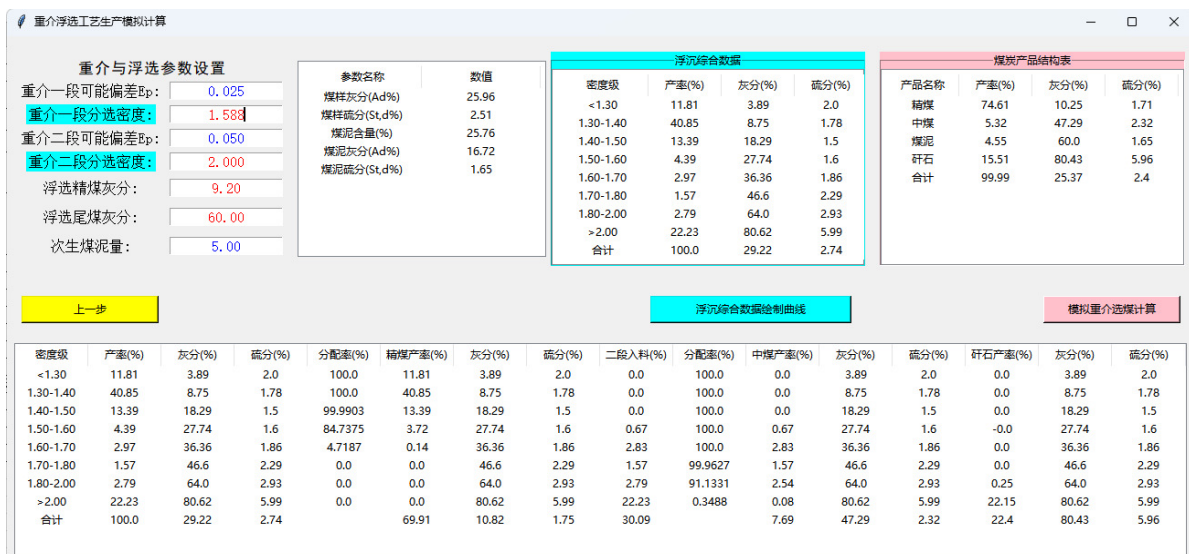 重介浮选工艺生产模拟计算
重介与浮选参数设置
重介一段可能偏差Ep: 0.025
重介一段分选密度: 1.588
重介二段可能偏差Ep: 0.050
重介二段分选密度: 2.000
浮选精煤灰分: 9.20
浮选尾煤灰分: 60.00
次生煤泥量: 5.00
参数名称 数值
煤样灰分(Ad%) 25.96
煤样硫分(St,d%) 2.51
煤泥含量(%) 25.76
煤泥灰分(Ad%) 16.72
煤泥硫分(St,d%) 1.65
浮沉综合数据
密度级 产率(%) 灰分(%) 硫分(%)
<1.30 11.81 3.89 2.0
1.30-1.40 40.85 8.75 1.78
1.40-1.50 13.39 18.29 1.5
1.50-1.60 4.39 27.74 1.6
1.60-1.70 2.97 36.36 1.86
1.70-1.80 1.57 46.6 2.29
1.80-2.00 2.79 64.0 2.93
>2.00 22.23 80.62 5.99
合计 100.0 29.22 2.74
煤炭产品结构表
产品名称 产率(%) 灰分(%) 硫分(%)
精煤 74.61 10.25 1.71
中煤 5.32 47.29 2.32
煤泥 4.55 60.0 1.65
矸石 15.51 80.43 5.96
合计 99.99 25.37 2.4
上一步
浮沉综合数据绘制曲线
模拟重介选煤计算
密度级 产率(%) 灰分(%) 硫分(%) 分配率(%) 精煤产率(%) 灰分(%) 硫分(%) 二段入料(%) 分配率(%) 中煤产率(%) 灰分(%) 硫分(%) 矸石产率(%) 灰分(%) 硫分(%)
<1.30 11.81 3.89 2.0 100.0 11.81 3.89 2.0 0.0 100.0 0.0 3.89 2.0 0.0 3.89 2.0
1.30-1.40 40.85 8.75 1.78 100.0 40.85 8.75 1.78 0.0 100.0 0.0 8.75 1.78 0.0 8.75 1.78
1.40-1.50 13.39 18.29 1.5 99.9903 13.39 18.29 1.5 0.0 100.0 0.0 18.29 1.5 0.0 18.29 1.5
1.50-1.60 4.39 27.74 1.6 84.7375 3.72 27.74 1.6 0.67 100.0 0.67 27.74 1.6 -0.0 27.74 1.6
1.60-1.70 2.97 36.36 1.86 4.7187 0.14 36.36 1.86 2.83 100.0 2.83 36.36 1.86 0.0 36.36 1.86
1.70-1.80 1.57 46.6 2.29 0.0 0.0 46.6 2.29 1.57 99.9627 1.57 46.6 2.29 0.0 46.6 2.29
1.80-2.00 2.79 64.0 2.93 0.0 0.0 64.0 2.93 2.79 91.1331 2.54 64.0 2.93 0.25 64.0 2.93
>2.00 22.23 80.62 5.99 0.0 0.0 80.62 5.99 22.23 0.3488 0.08 80.62 5.99 22.15 80.62 5.99
合计 100.0 29.22 2.74 69.91 10.82 1.75 30.09 7.69 47.29 2.32 22.4 80.43 5.96